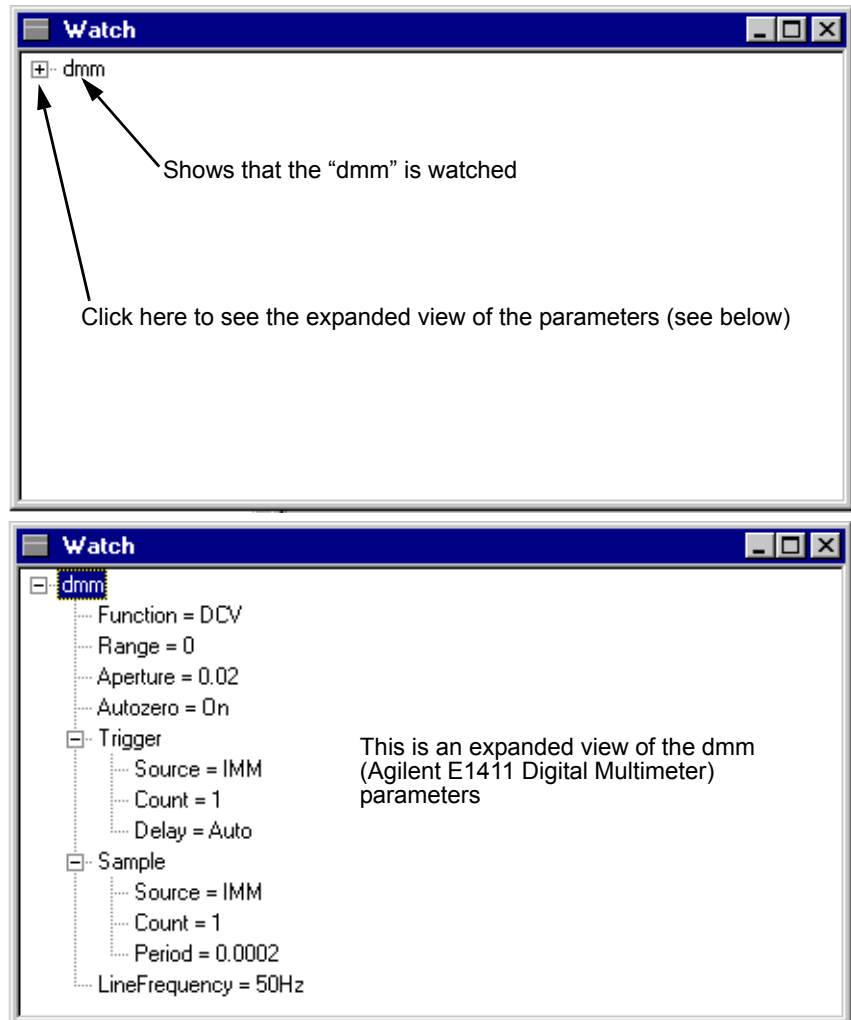 Watch
dmm
Shows that the “dmm” is watched
Click here to see the expanded view of the parameters (see below)
Watch
dmm
Function = DCV
Range = 0
Aperture = 0.02
Autozero = On
Trigger
Source = IMM
Count = 1
Delay = Auto
This is an expanded view of the dmm
(Agilent E1411 Digital Multimeter)
parameters
Sample
Source = IMM
Count = 1
Period = 0.0002
LineFrequency = 50Hz